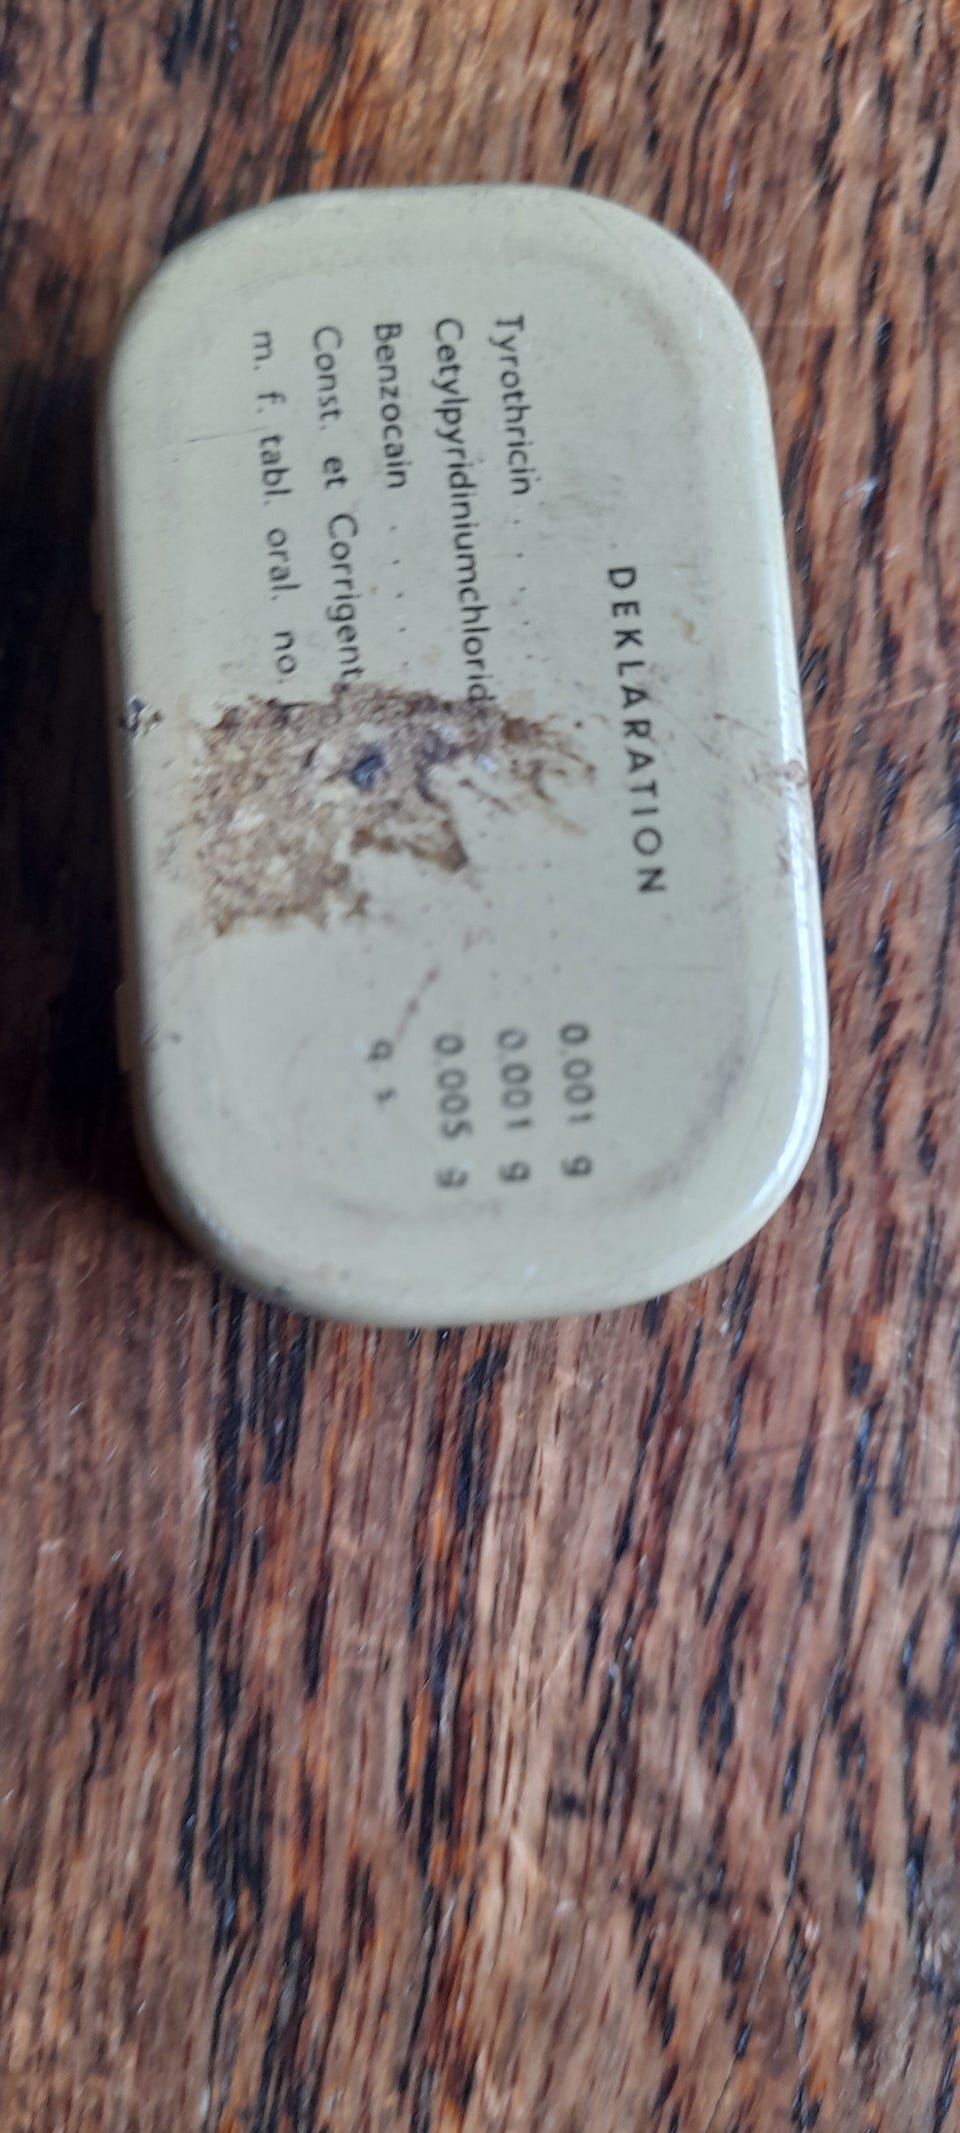 DEKLARATION
Tyrothricin . . . . . . 0.001 g
Cetylpyridiniumchlorid . . 0.001 g
Benzocain . . . . . 0.005 g
Const. et Corrigent. q. s.
m. f. tabl. oral. no.